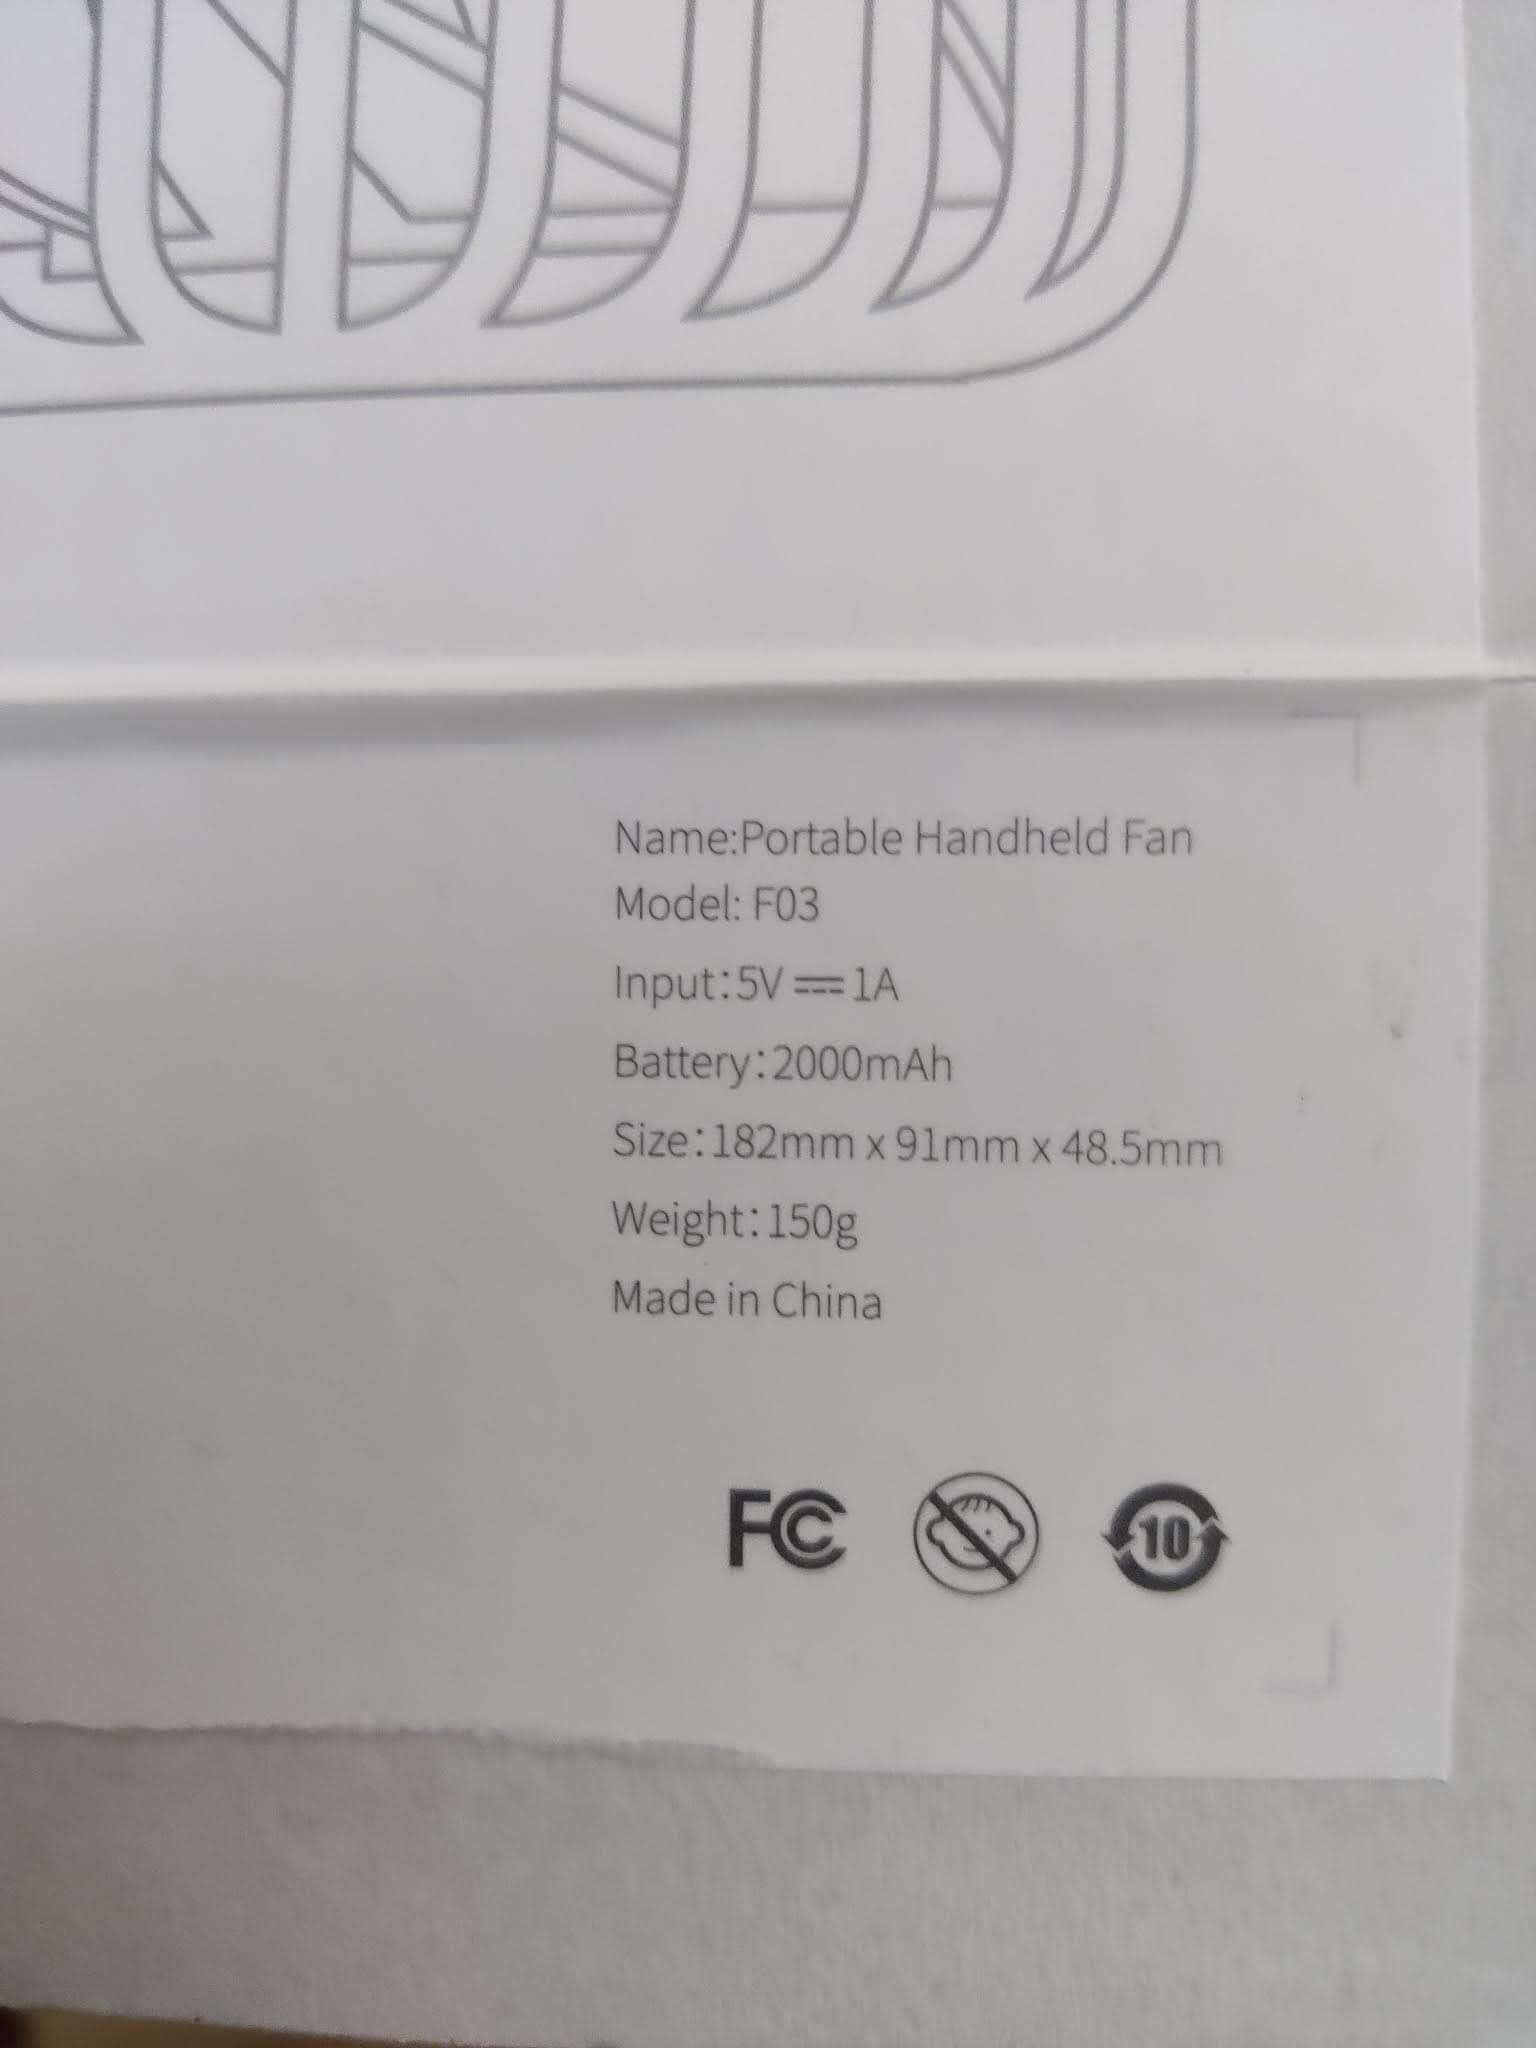 Name:Portable Handheld Fan
Model: F03
Input:5V⎓1A
Battery:2000mAh
Size:182mm x 91mm x 48.5mm
Weight:150g
Made in China
FC 10